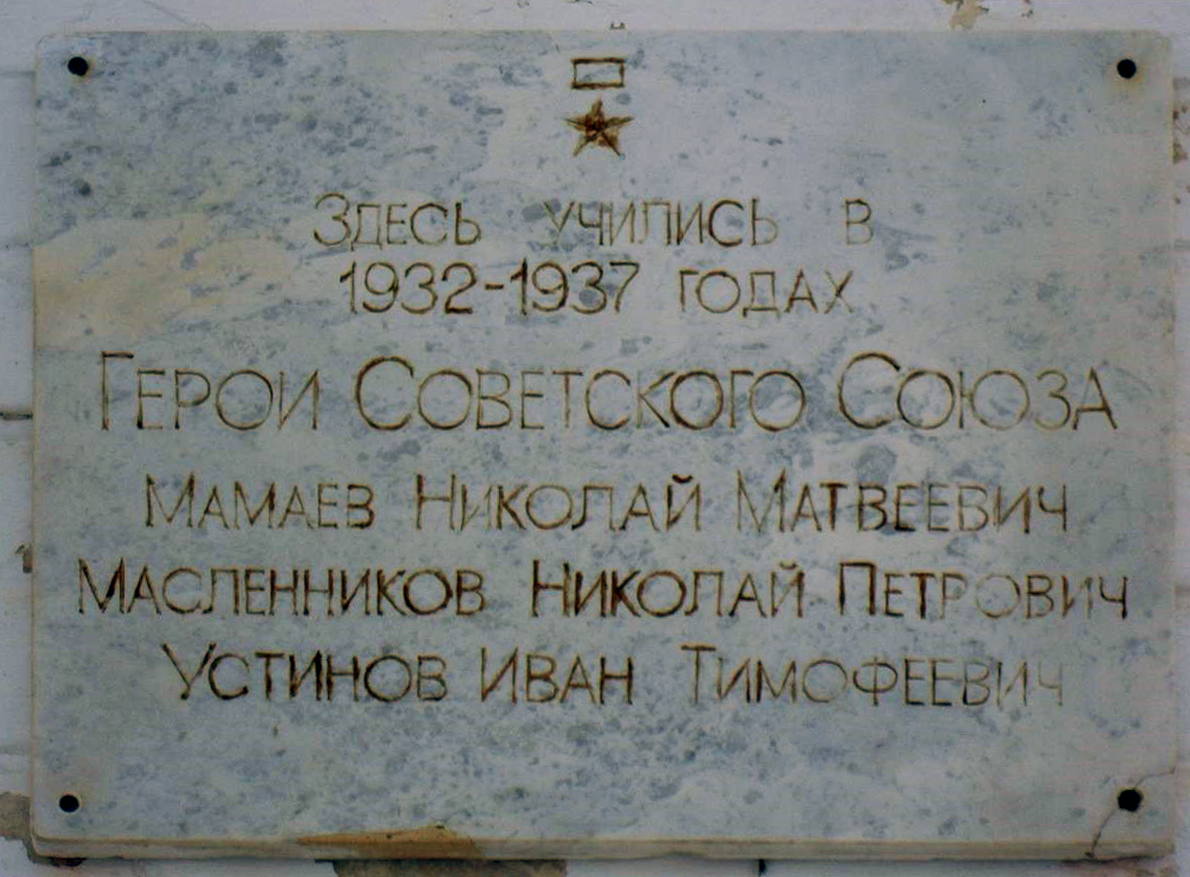 Здесь учились в
1932-1937 годах
Герои Советского Союза
Мамаев Николай Матвеевич
Масленников Николай Петрович
Устинов Иван Тимофеевич